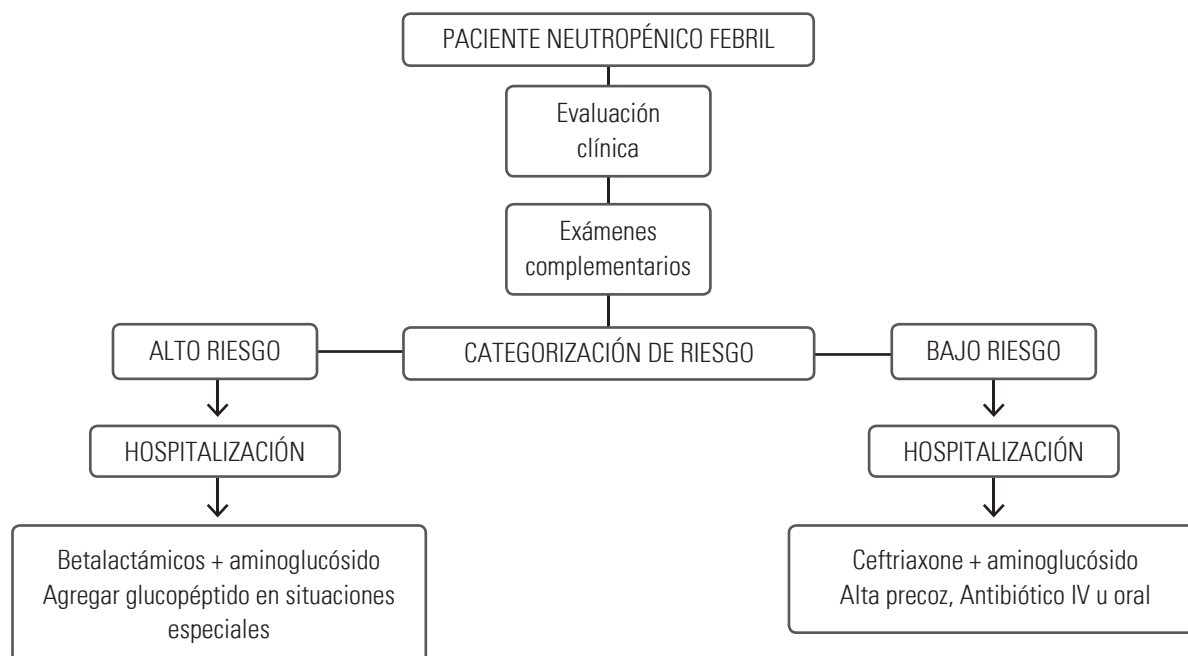 PACIENTE NEUTROPÉNICO FEBRIL
Evaluación
clínica
Exámenes
complementarios
ALTO RIESGO
CATEGORIZACIÓN DE RIESGO
BAJO RIESGO
HOSPITALIZACIÓN
HOSPITALIZACIÓN
Betalactámicos + aminoglucósido
Agregar glucopéptido en situaciones
especiales
Ceftriaxone + aminoglucósido
Alta precoz, Antibiótico IV u oral